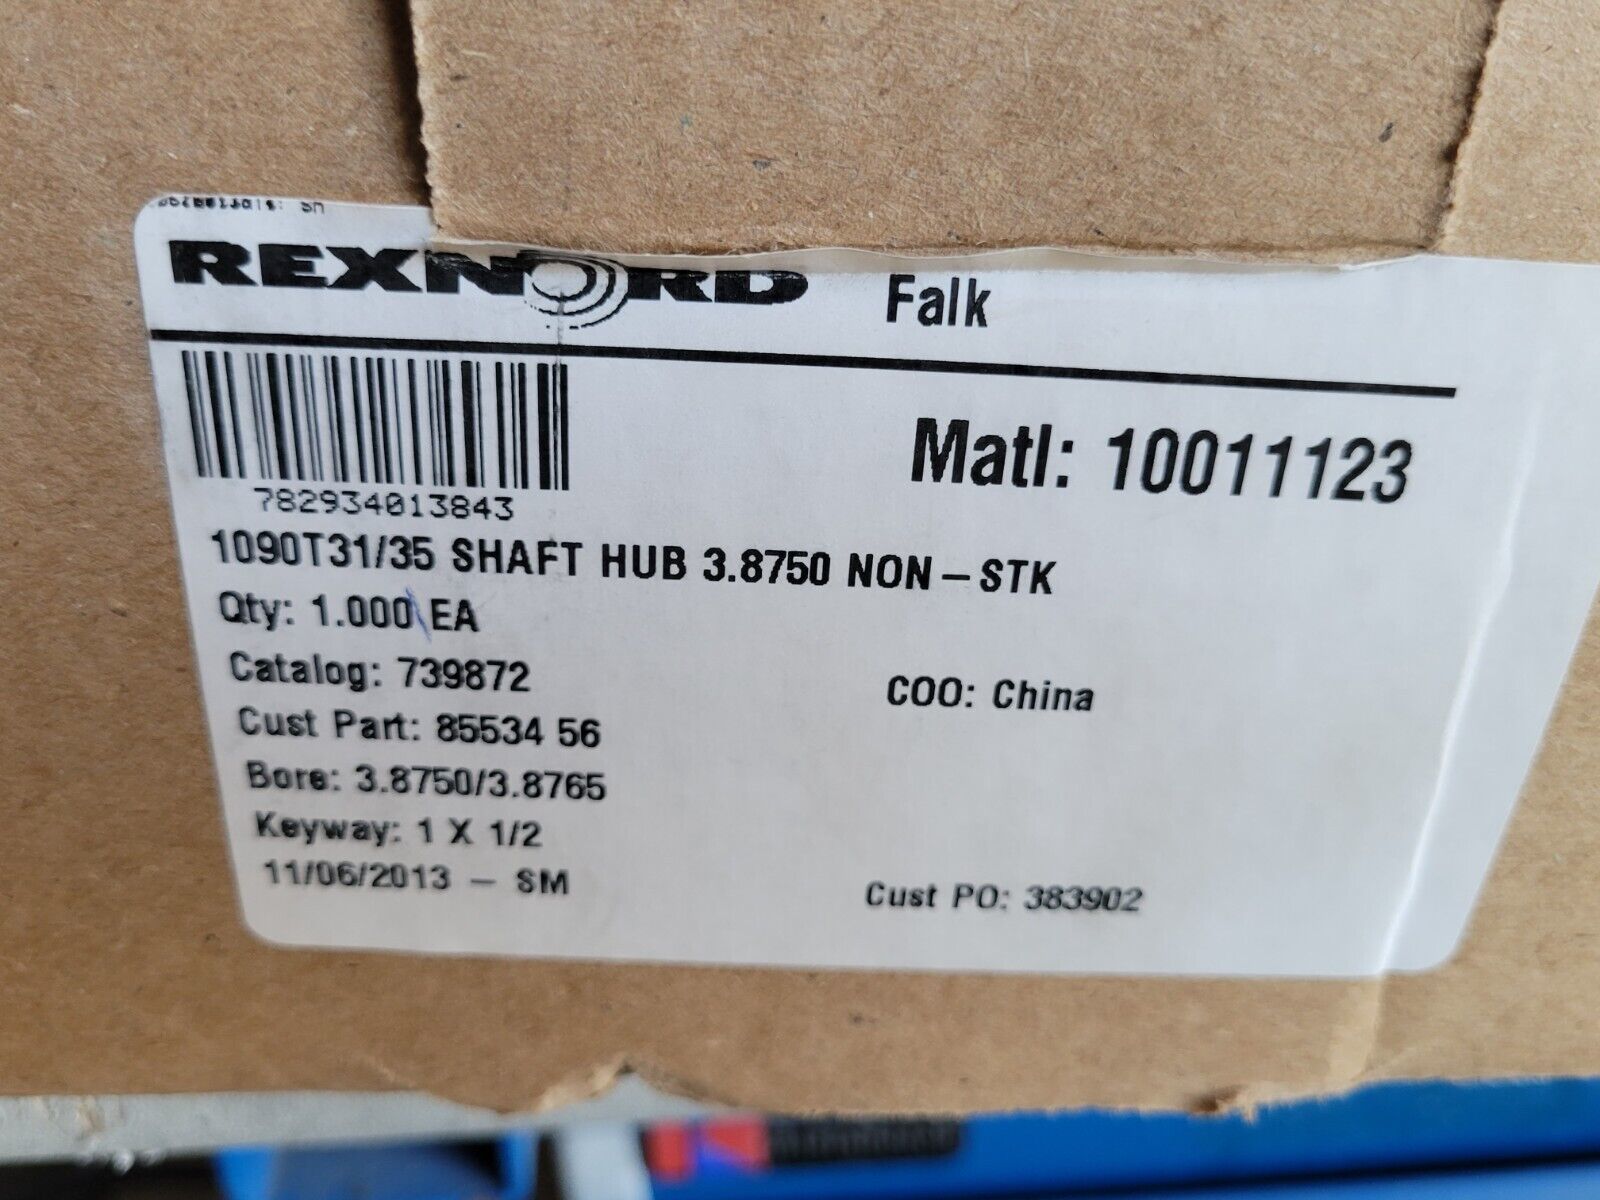 REXNORD Falk
Matl: 10011123
782934013843
1090T31/35 SHAFT HUB 3.8750 NON-STK
Qty: 1.000 EA
Catalog: 739872
COO: China
Cust Part: 85534 56
Bore: 3.8750/3.8765
Keyway: 1 X 1/2
11/06/2013 - SM
Cust PO: 383902